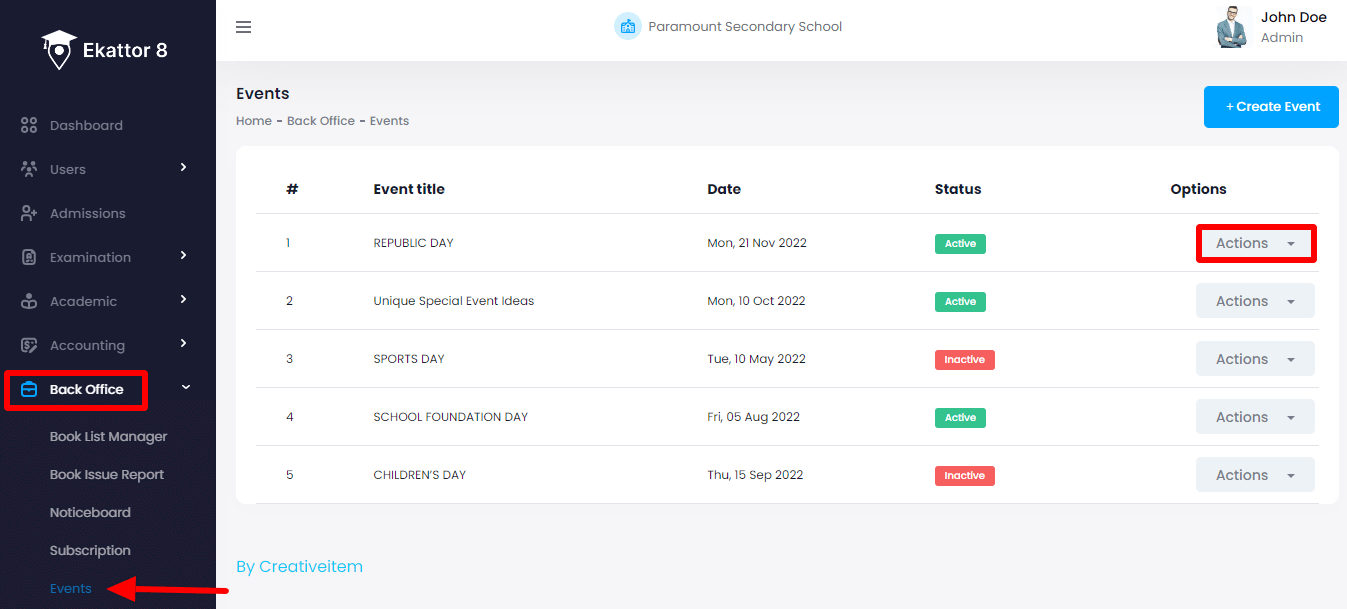 Ekattor 8
Paramount Secondary School
John Doe
Admin
Dashboard
Users
Admissions
Examination
Academic
Accounting
Back Office
Book List Manager
Book Issue Report
Noticeboard
Subscription
Events
Events
Home - Back Office - Events
+ Create Event
# Event title Date Status Options
1 REPUBLIC DAY Mon, 21 Nov 2022 Active Actions
2 Unique Special Event Ideas Mon, 10 Oct 2022 Active Actions
3 SPORTS DAY Tue, 10 May 2022 Inactive Actions
4 SCHOOL FOUNDATION DAY Fri, 05 Aug 2022 Active Actions
5 CHILDREN'S DAY Thu, 15 Sep 2022 Inactive Actions
By Creativeitem